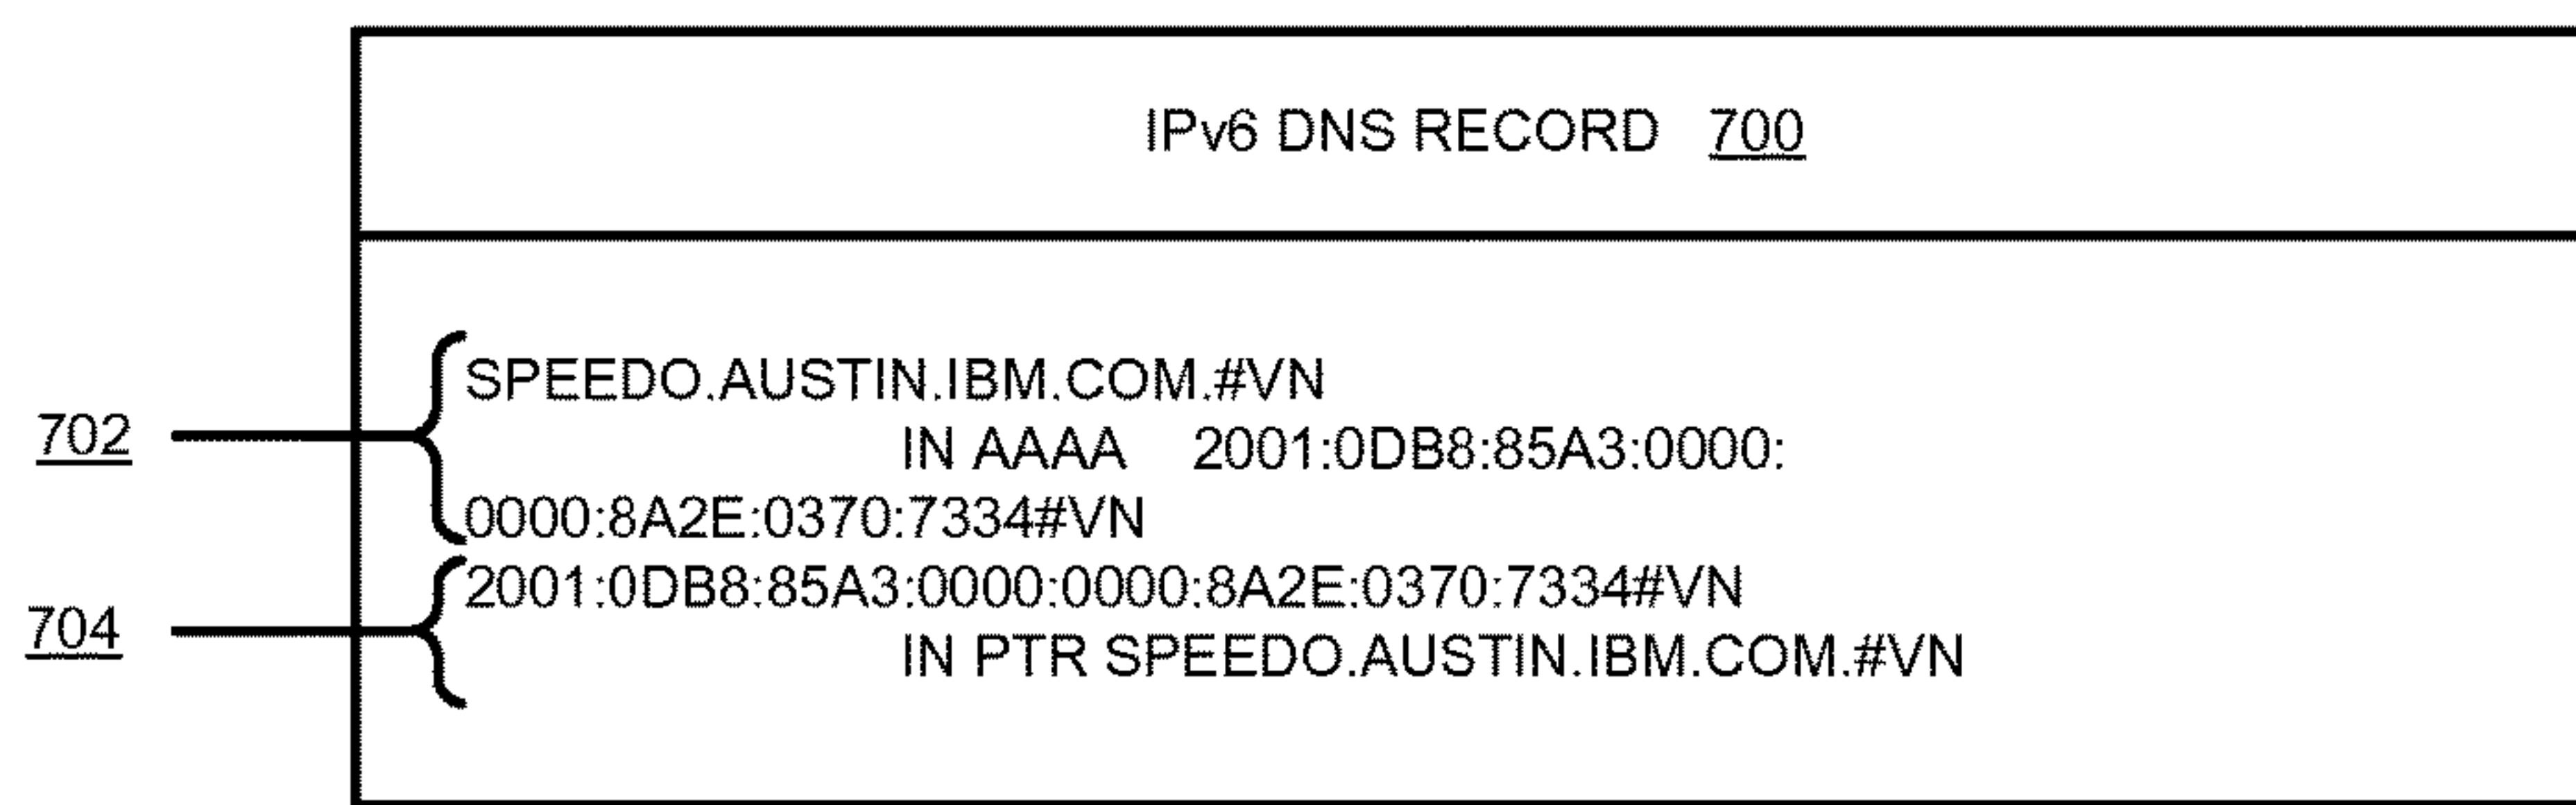 IPv6 DNS RECORD 700
SPEEDO.AUSTIN.IBM.COM.#VN
702
IN AAAA 2001:0DB8:85A3:0000:
0000:8A2E:0370:7334#VN
2001:0DB8:85A3:0000:0000:8A2E:0370:7334#VN
704
IN PTR SPEEDO.AUSTIN.IBM.COM.#VN